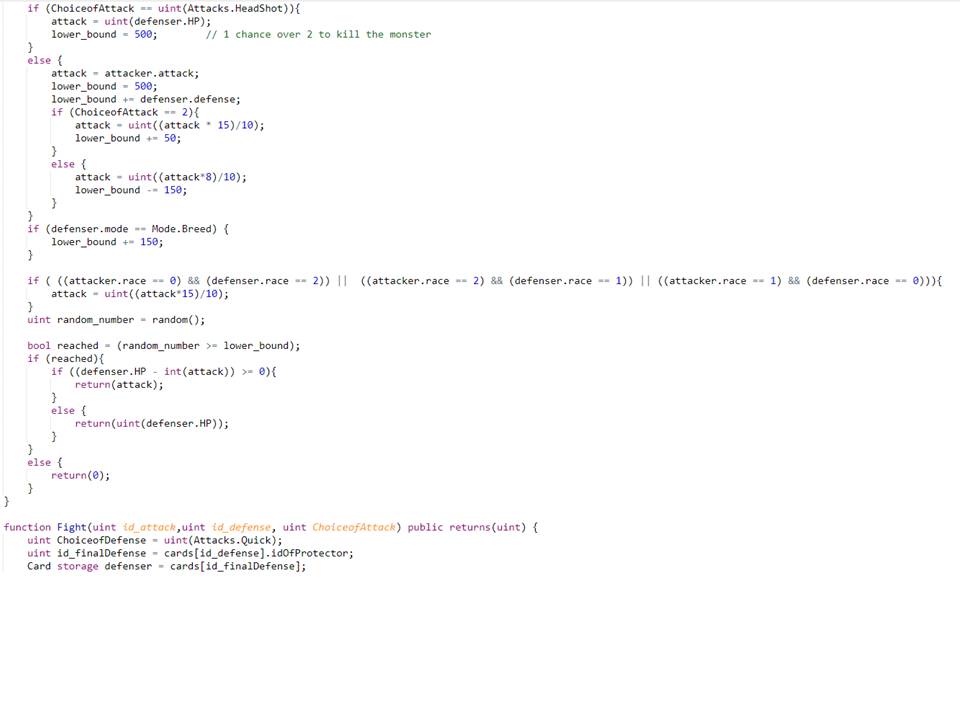 if (ChoiceofAttack == uint(Attacks.HeadShot)){
attack = uint(defenser.HP);
lower_bound = 500; // 1 chance over 2 to kill the monster
}
else {
attack = attacker.attack;
lower_bound = 500;
lower_bound += defenser.defense;
if (ChoiceofAttack == 2){
attack = uint((attack * 15)/10);
lower_bound += 50;
}
else {
attack = uint((attack*8)/10);
lower_bound -= 150;
}
}
if (defenser.mode == Mode.Breed) {
lower_bound += 150;
}
if ( ((attacker.race == 0) && (defenser.race == 2)) || ((attacker.race == 2) && (defenser.race == 1)) || ((attacker.race == 1) && (defenser.race == 0))){
attack = uint((attack*15)/10);
}
uint random_number = random();
bool reached = (random_number >= lower_bound);
if (reached){
if ((defenser.HP - int(attack)) >= 0){
return(attack);
}
else {
return(uint(defenser.HP));
}
}
else {
return(0);
}
}
function Fight(uint id_attack,uint id_defense, uint ChoiceofAttack) public returns(uint) {
uint ChoiceofDefense = uint(Attacks.Quick);
uint id_finalDefense = cards[id_defense].idOfProtector;
Card storage defenser = cards[id_finalDefense];